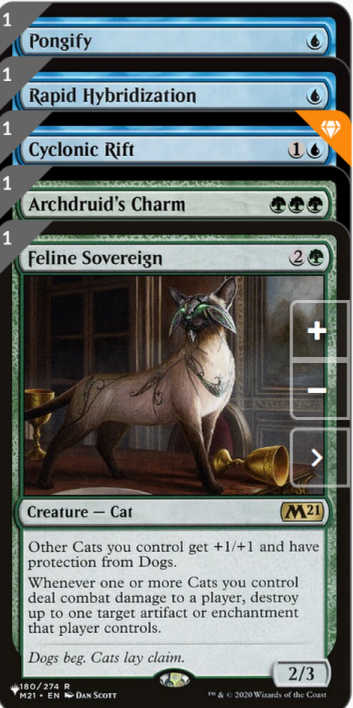 1
Pongify
1
Rapid Hybridization
1
Cyclonic Rift 1
1
Archdruid's Charm
1
Feline Sovereign 2
+
−
>
Creature — Cat M21
Other Cats you control get +1/+1 and have
protection from Dogs.
Whenever one or more Cats you control
deal combat damage to a player, destroy
up to one target artifact or enchantment
that player controls.
Dogs beg. Cats lay claim.
2/3
180/274 R
M21 • EN DAN SCOTT ™ & © 2020 Wizards of the Coast